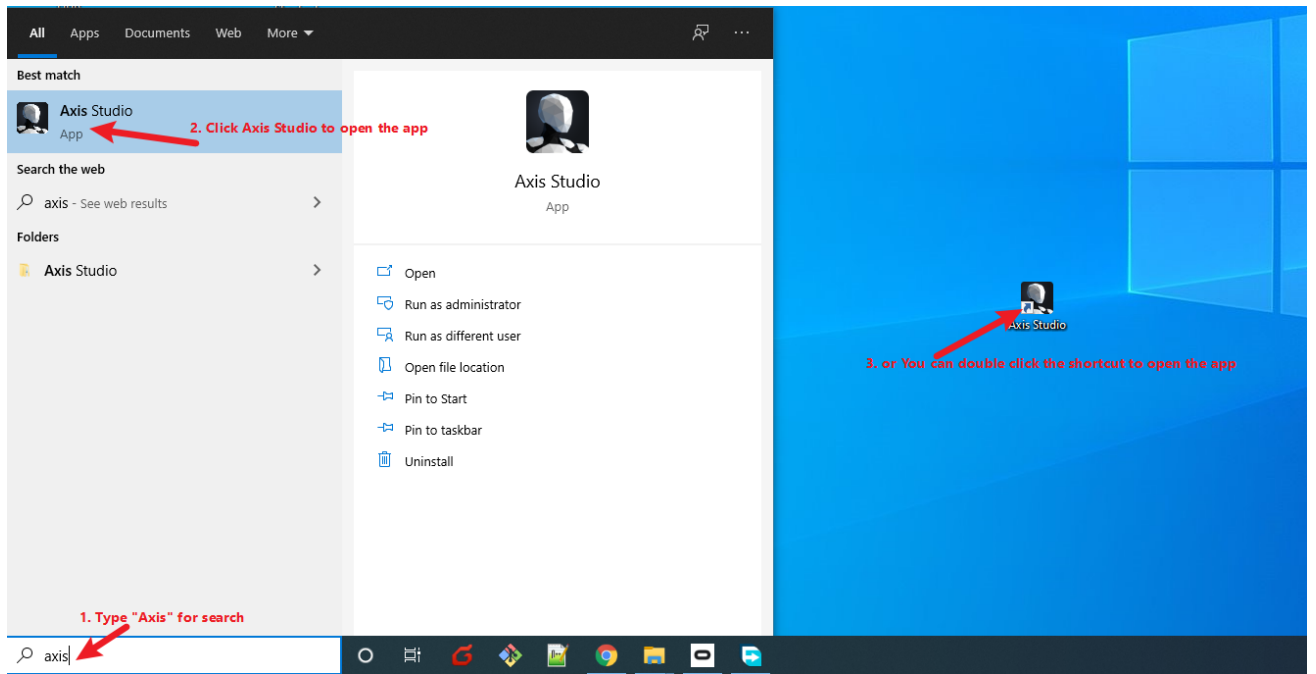 All Apps Documents Web More
Best match
Axis Studio
App
2. Click Axis Studio to open the app
Search the web
axis - See web results
Folders
Axis Studio
Axis Studio
App
Open
Run as administrator
Run as different user
Open file location
Pin to Start
Pin to taskbar
Uninstall
Axis Studio
3. or You can double click the shortcut to open the app
1. Type "Axis" for search
axis